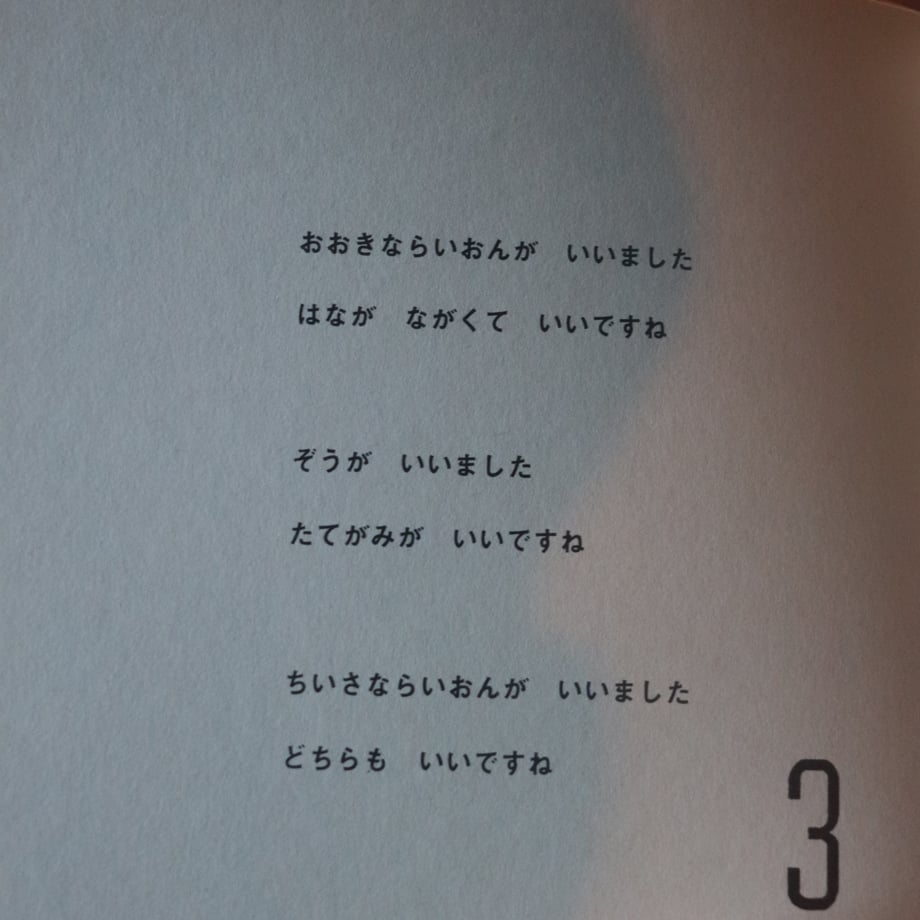 おおきならいおんが　いいました
はなが　ながくて　いいですね
ぞうが　いいました
たてがみが　いいですね
ちいさならいおんが　いいました
どちらも　いいですね
3